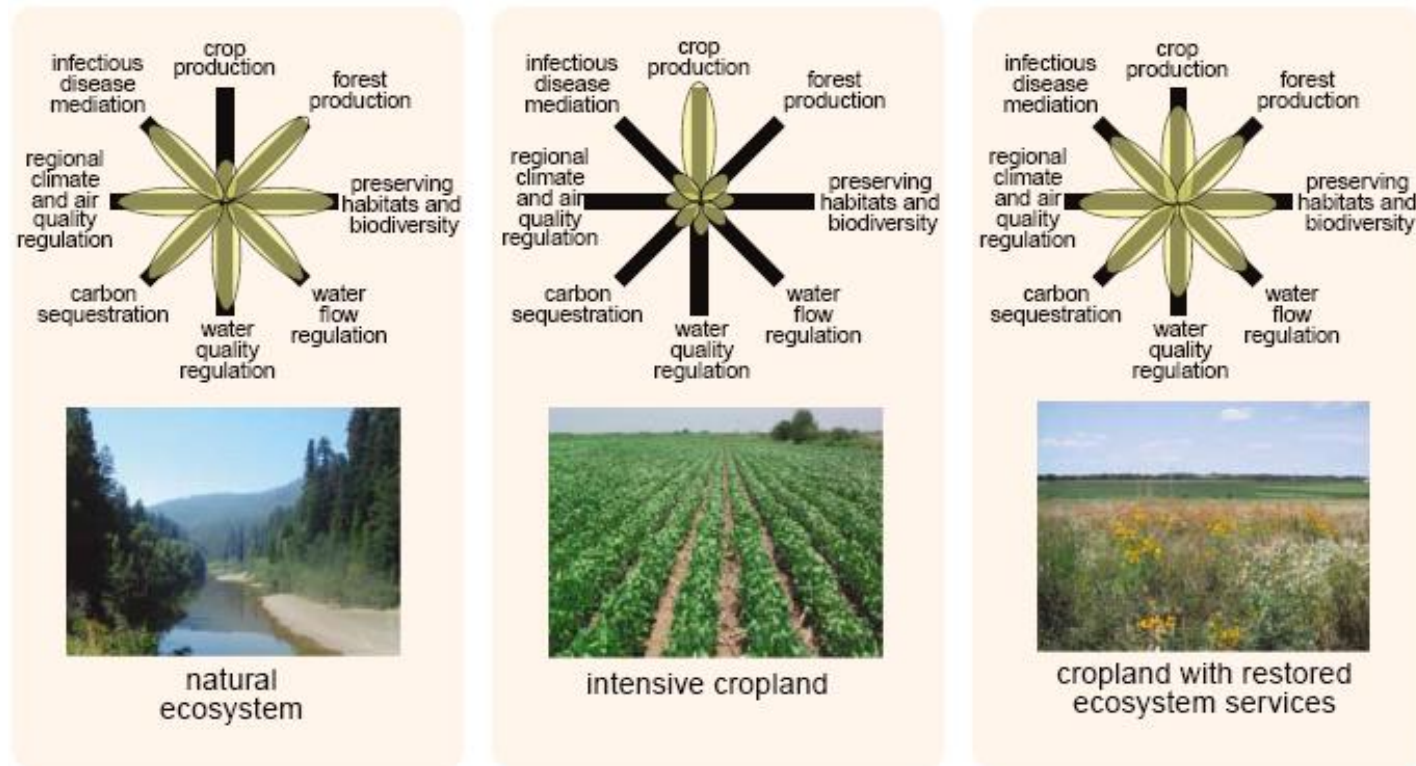 crop
production
infectious
disease
mediation
forest
production
regional
climate
and air
quality
regulation
preserving
habitats and
biodiversity
carbon
sequestration
water
flow
regulation
water
quality
regulation
natural
ecosystem
crop
production
infectious
disease
mediation
forest
production
regional
climate
and air
quality
regulation
preserving
habitats and
biodiversity
carbon
sequestration
water
flow
regulation
water
quality
regulation
intensive cropland
crop
production
infectious
disease
mediation
forest
production
regional
climate
and air
quality
regulation
preserving
habitats and
biodiversity
carbon
sequestration
water
flow
regulation
water
quality
regulation
cropland with restored
ecosystem services